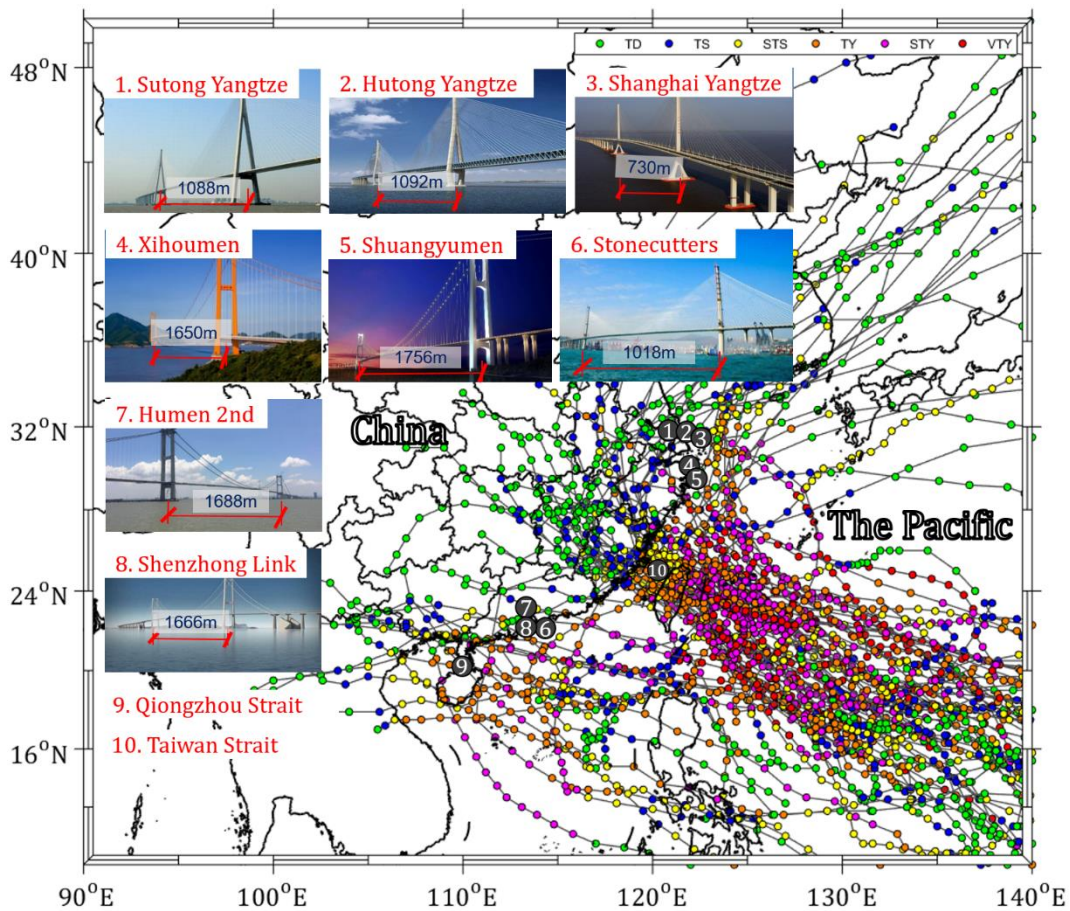 TD TS STS TY STY VTY
48°N
1. Sutong Yangtze
2. Hutong Yangtze
3. Shanghai Yangtze
1088m
1092m
730m
40°N
4. Xihoumen
5. Shuangyumen
6. Stonecutters
1650m
1756m
1018m
32°N
7. Humen 2nd
China
1 2 3
4
5
1688m
The Pacific
8. Shenzhong Link
10
24°N
1666m
7
8 6
9
9. Qiongzhou Strait
10. Taiwan Strait
16°N
90°E 100°E 110°E 120°E 130°E 140°E